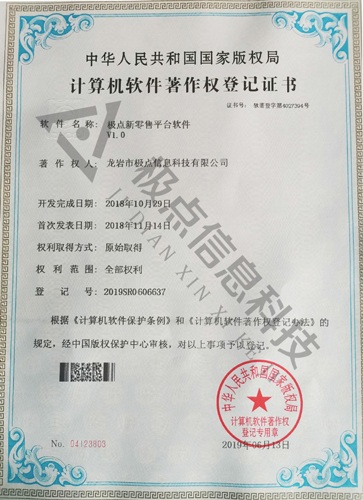 中华人民共和国国家版权局
计算机软件著作权登记证书
证书号: 软著登字第4027394号
软件名称: 极点新零售平台软件
V1.0
著作权人: 龙岩市极点信息科技有限公司
开发完成日期: 2018年10月29日
首次发表日期: 2018年11月14日
权利取得方式: 原始取得
权利范围: 全部权利
登记号: 2019SR0606637
根据《计算机软件保护条例》和《计算机软件著作权登记办法》的
规定,经中国版权保护中心审核,对以上事项予以登记。
中华人民共和国国家版权局
计算机软件著作权
登记专用章
No. 04123803
2019年06月13日
极点信息科技
JI DIAN XIN XI KE JI